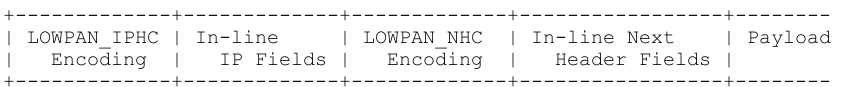 +-------------+-------------+-------------+-----------------+--------
| LOWPAN_IPHC | In-line     | LOWPAN_NHC  | In-line Next    | Payload
|   Encoding  |   IP Fields |   Encoding  |   Header Fields |
+-------------+-------------+-------------+-----------------+--------